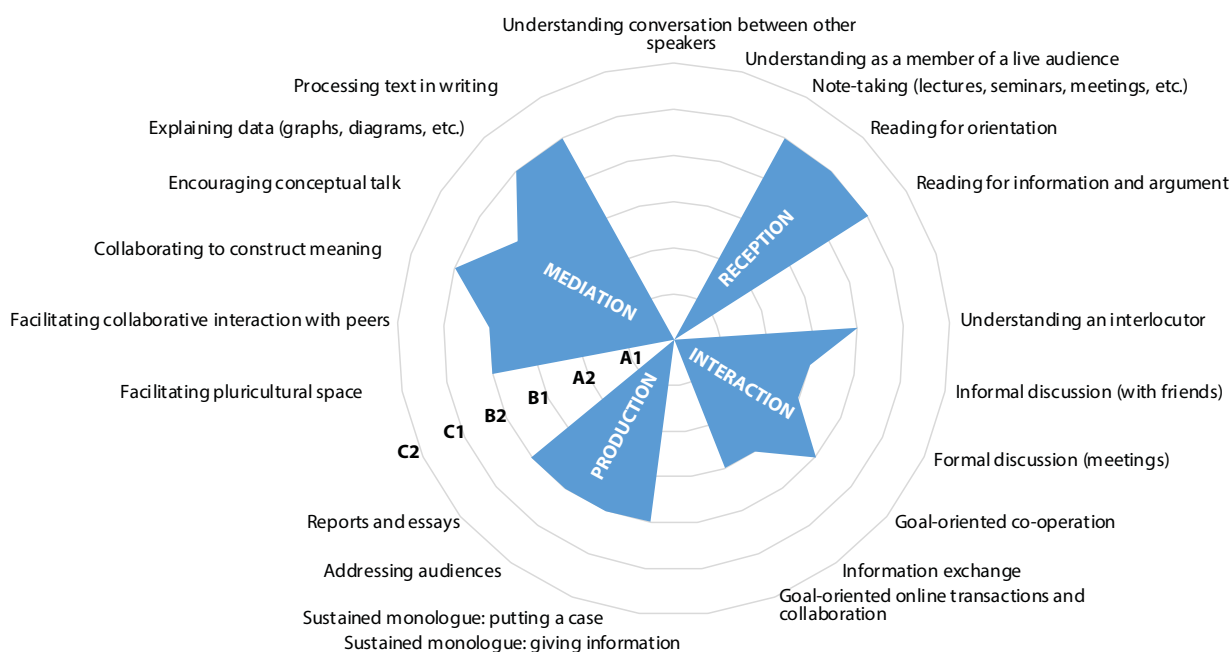 Understanding conversation between other
speakers
Understanding as a member of a live audience
Note-taking (lectures, seminars, meetings, etc.)
Reading for orientation
Reading for information and argument
Understanding an interlocutor
Informal discussion (with friends)
Formal discussion (meetings)
Goal-oriented co-operation
Information exchange
Goal-oriented online transactions and
collaboration
Sustained monologue: giving information
Sustained monologue: putting a case
Addressing audiences
Reports and essays
Facilitating pluricultural space
Facilitating collaborative interaction with peers
Collaborating to construct meaning
Encouraging conceptual talk
Explaining data (graphs, diagrams, etc.)
Processing text in writing
RECEPTION
INTERACTION
PRODUCTION
MEDIATION
A1
A2
B1
B2
C1
C2